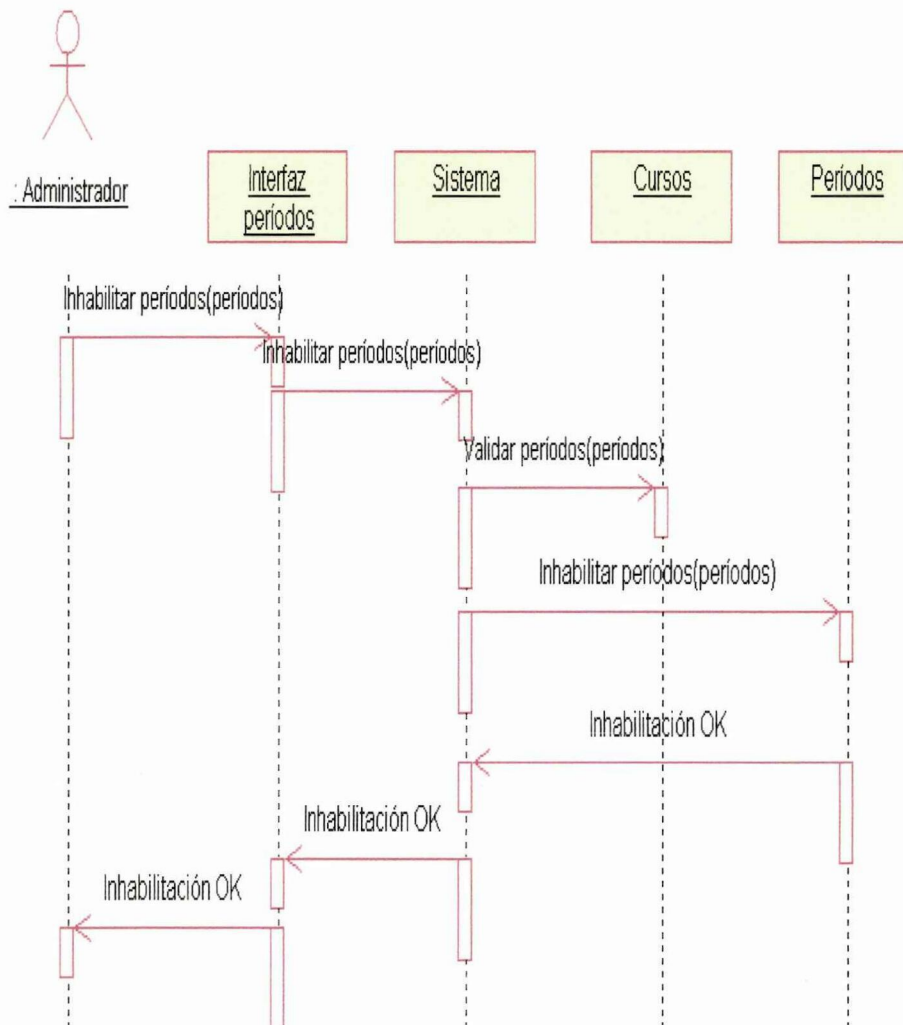 : Administrador
Interfaz
períodos
Sistema
Cursos
Períodos
Inhabilitar períodos(períodos)
Inhabilitar períodos(períodos)
Validar períodos(períodos)
Inhabilitar períodos(períodos)
Inhabilitación OK
Inhabilitación OK
Inhabilitación OK